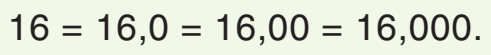 16 = 16,0 = 16,00 = 16,000.